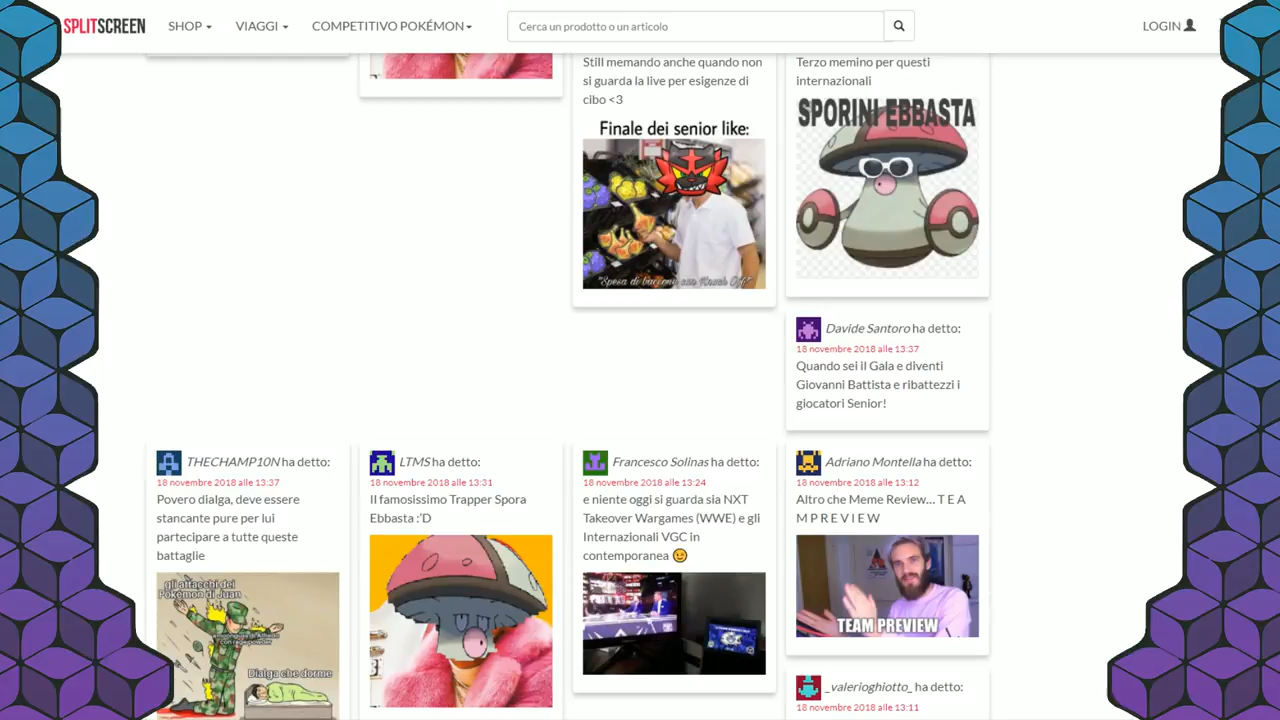 SPLITSCREEN
SHOP
VIAGGI
COMPETITIVO POKÉMON
Cerca un prodotto o un articolo
LOGIN
Still memando anche quando non
si guarda la live per esigenze di
cibo <3
Finale dei senior like:
Terzo memino per questi
internazionali
SPORINI EBBASTA
Davide Santoro ha detto:
18 novembre 2018 alle 13:37
Quando sei il Gala e diventi
Giovanni Battista e ribattezzi i
giocatori Senior!
THECHAMP10N ha detto:
18 novembre 2018 alle 13:37
Povero dialga, deve essere
stancante pure per lui
partecipare a tutte queste
battaglie
gli attacchi dei
Pokémon di Juan
Dialga che dorme
LTMS ha detto:
18 novembre 2018 alle 13:31
Il famosissimo Trapper Spora
Ebbasta :'D
Francesco Solinas ha detto:
18 novembre 2018 alle 13:24
e niente oggi si guarda sia NXT
Takeover Wargames (WWE) e gli
Internazionali VGC in
contemporanea 😉
Adriano Montella ha detto:
18 novembre 2018 alle 13:12
Altro che Meme Review... T E A
M P R E V I E W
TEAM PREVIEW
_valerioghiotto_ ha detto:
18 novembre 2018 alle 13:11